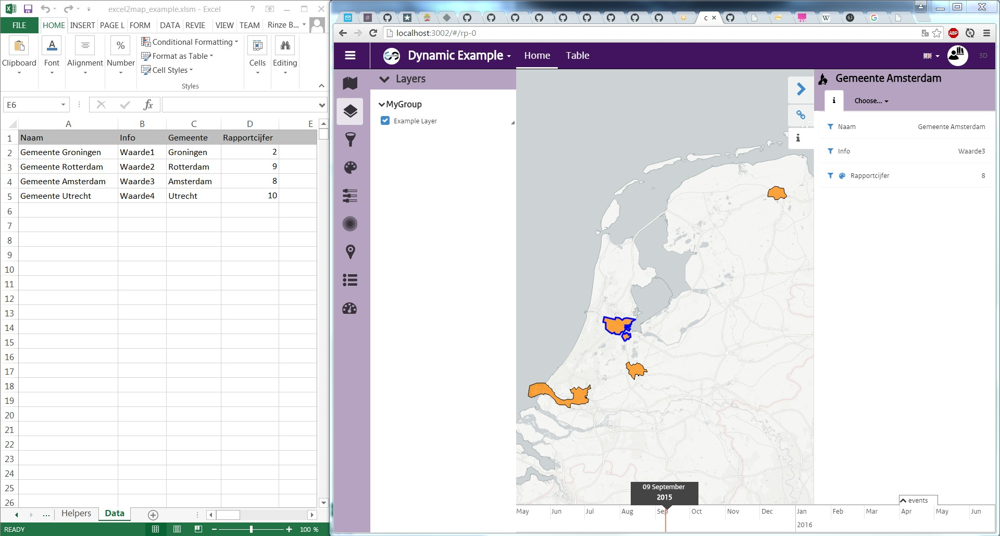 excel2map_example.xlsm - Excel
FILE HOME INSERT PAGE L FORM DATA REVIE VIEW TEAM Rinze B...
Conditional Formatting
Format as Table
Cell Styles
Clipboard Font Alignment Number Cells Editing
Styles
E6
A B C D E
1 Naam Info Gemeente Rapportcijfer
2 Gemeente Groningen Waarde1 Groningen 2
3 Gemeente Rotterdam Waarde2 Rotterdam 9
4 Gemeente Amsterdam Waarde3 Amsterdam 8
5 Gemeente Utrecht Waarde4 Utrecht 10
6
7
8
9
10
11
12
13
14
15
16
17
18
19
20
21
22
23
24
25
26
... Helpers Data
READY 100 %
localhost:3002/#/rp-0
ABP
Dynamic Example Home Table 3D
Layers
MyGroup
Example Layer
Gemeente Amsterdam
i Choose...
Naam Gemeente Amsterdam
Info Waarde3
Rapportcijfer 8
09 September
2015
events
May Jun Jul Aug Sep Oct Nov Dec Jan Feb Mar Apr May Jun
2016